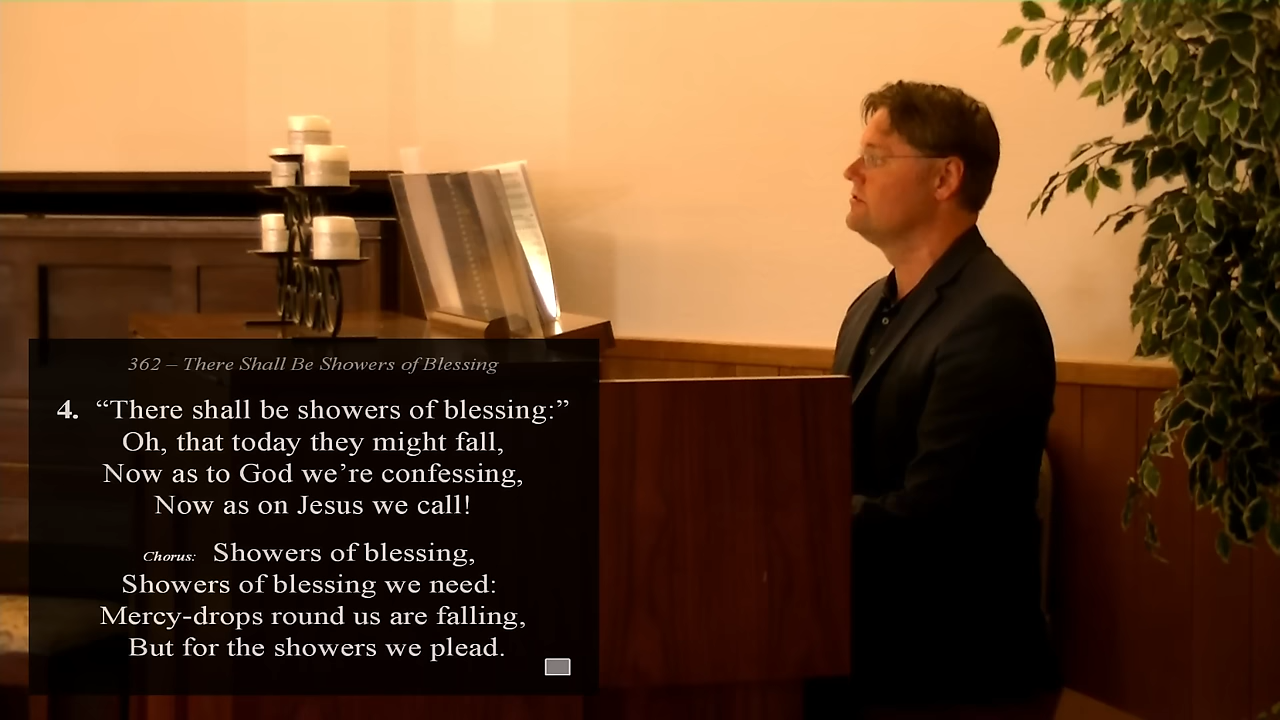 362 – There Shall Be Showers of Blessing
4. “There shall be showers of blessing:”
Oh, that today they might fall,
Now as to God we’re confessing,
Now as on Jesus we call!
Chorus: Showers of blessing,
Showers of blessing we need:
Mercy-drops round us are falling,
But for the showers we plead.